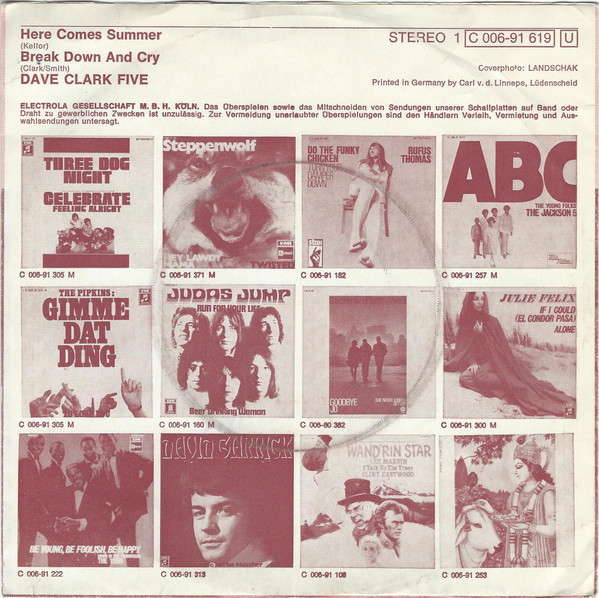 Here Comes Summer
(Kellor)
Break Down And Cry
(Clark/Smith)
DAVE CLARK FIVE
STEREO 1 C 006-91 619 U
Coverphoto: LANDSCHAK
Printed in Germany by Carl v. d. Linnepe, Lüdenscheid
ELECTROLA GESELLSCHAFT M. B. H. KÖLN. Das Überspielen sowie das Mitschneiden von Sendungen unserer Schallplatten auf Band oder
Draht zu gewerblichen Zwecken ist unzulässig. Zur Vermeidung unerlaubter Überspielungen sind den Händlern Verleih, Vermietung und Aus-
wahlsendungen untersagt.
THREE DOG
NIGHT
CELEBRATE
FEELING ALRIGHT
C 006-91 305 M
Steppenwolf
HEY LAWDY
MAMA
TWISTED
C 006-91 371 M
DO THE FUNKY
CHICKEN
RUFUS
THOMAS
C 006-91 182
ABC
THE YOUNG FOLKS
THE JACKSON 5
C 006-91 257 M
THE PIPKINS:
GIMME
DAT
DING
C 006-91 305 M
JUDAS JUMP
RUN FOR YOUR LIFE
Beer Drinking Woman
C 006-91 160 M
GOODBYE
JO
C 006-80 382
JULIE FELIX
IF I COULD
(EL CONDOR PASA)
ALONE
C 006-91 300 M
BE YOUNG, BE FOOLISH, BE HAPPY
C 006-91 222
DAVID GARRICK
C 006-91 313
WAND'RIN STAR
LEE MARVIN
I Talk To The Trees
CLINT EASTWOOD
C 006-91 108
C 006-91 253